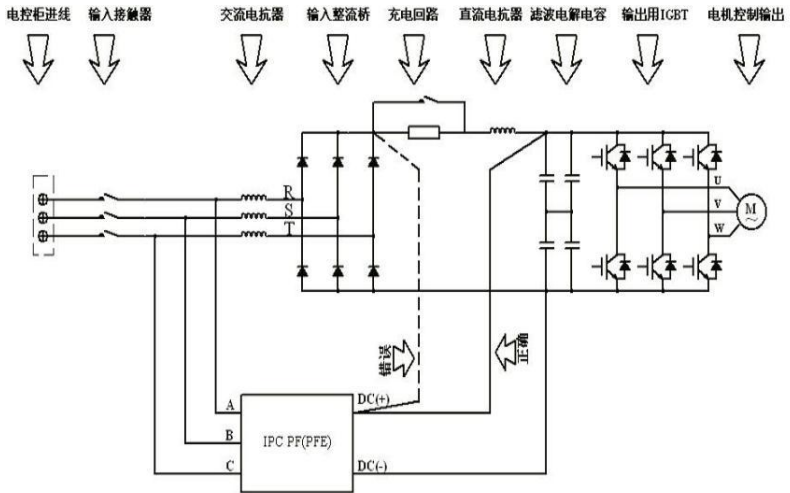 电控柜进线 输入接触器 交流电抗器 输入整流桥 充电回路 直流电抗器 滤波电解电容 输出用IGBT 电机控制输出
R
S
T
U
V
W
M
~
错误
正确
A
B
C
IPC PF(PFE)
DC(+)
DC(-)